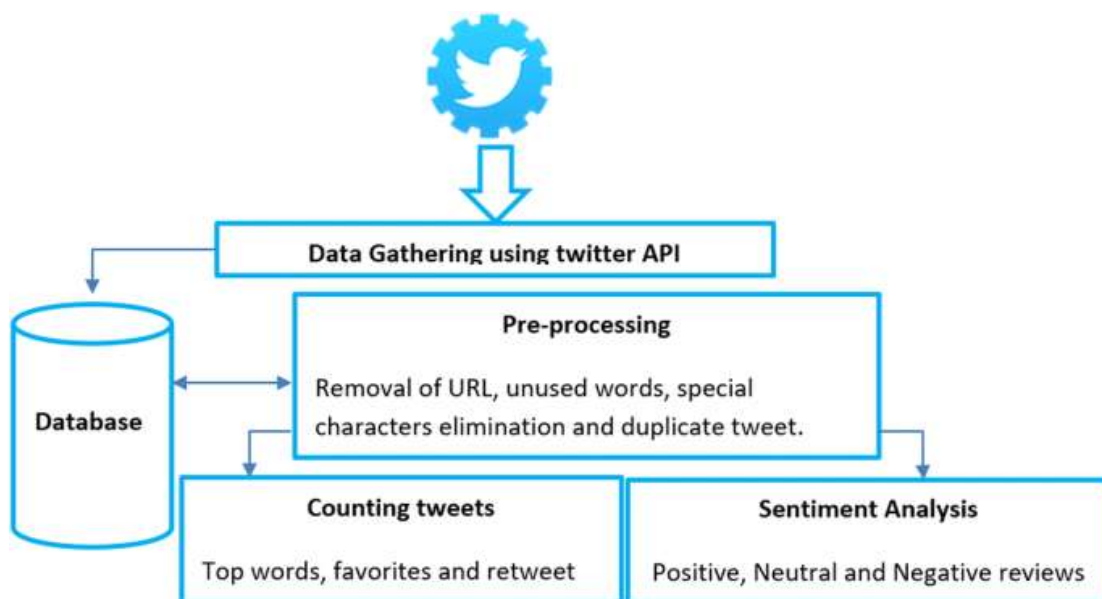 Data Gathering using twitter API
Pre-processing
Removal of URL, unused words, special
characters elimination and duplicate tweet.
Database
Counting tweets
Top words, favorites and retweet
Sentiment Analysis
Positive, Neutral and Negative reviews